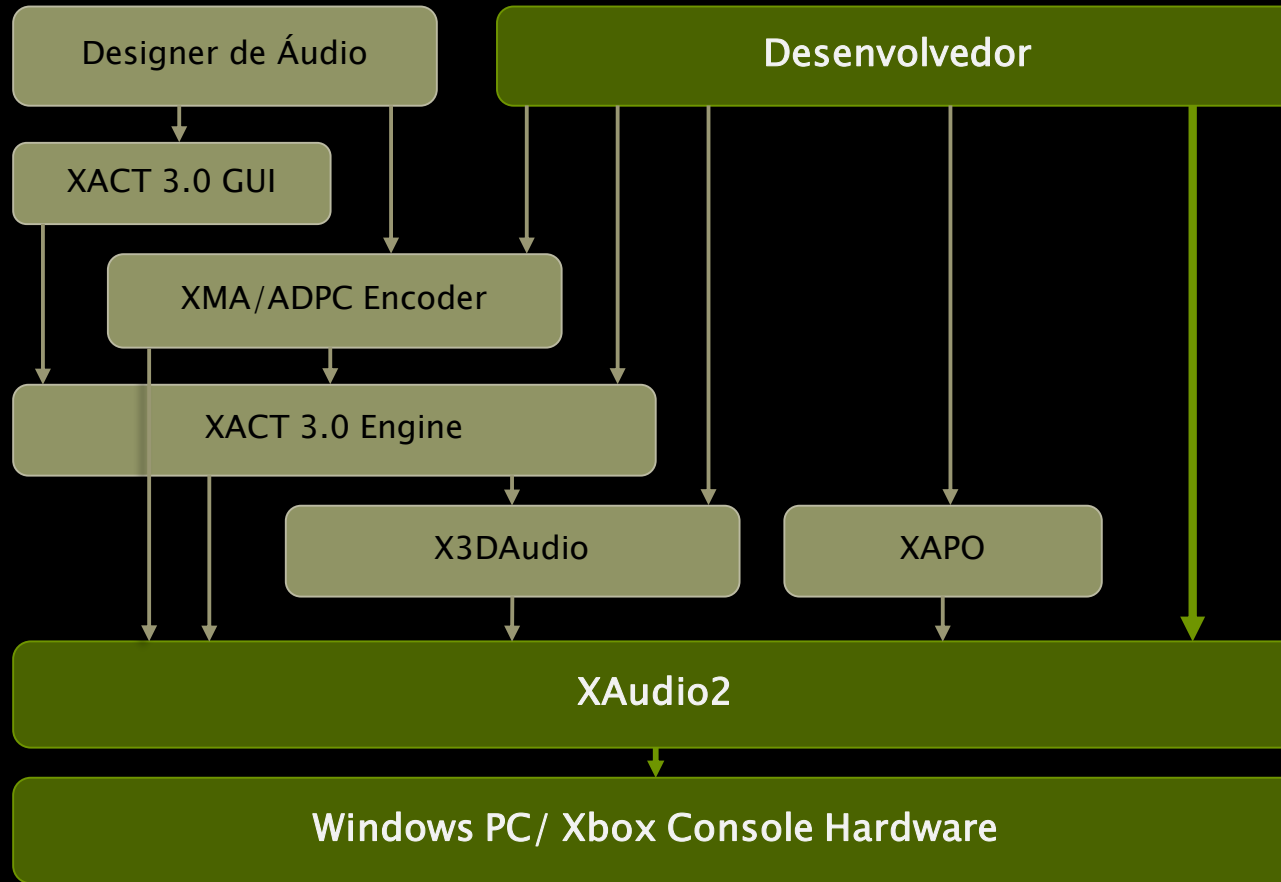 Designer de Áudio
Desenvolvedor
XACT 3.0 GUI
XMA/ADPC Encoder
XACT 3.0 Engine
X3DAudio
XAPO
XAudio2
Windows PC/ Xbox Console Hardware